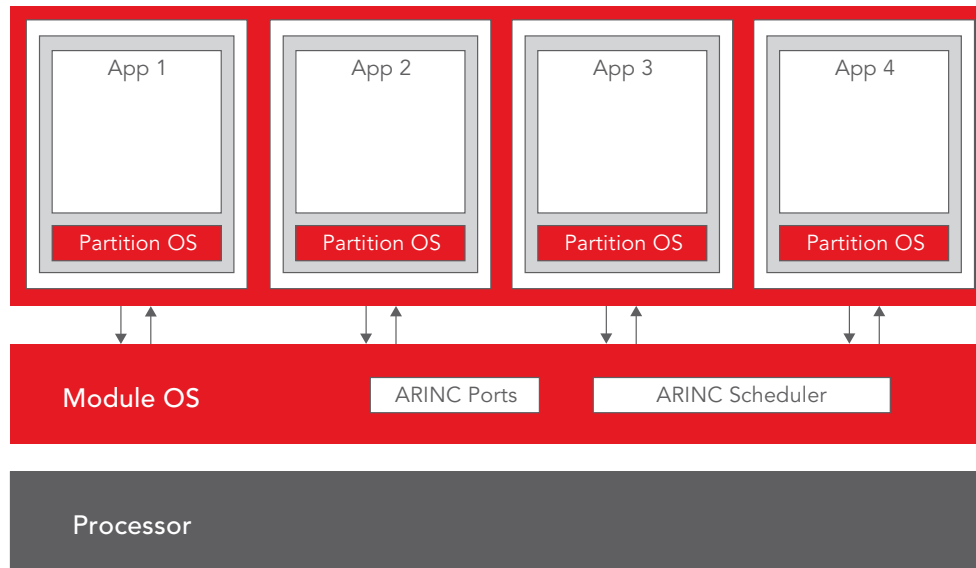 App 1
App 2
App 3
App 4
Partition OS
Partition OS
Partition OS
Partition OS
Module OS
ARINC Ports
ARINC Scheduler
Processor